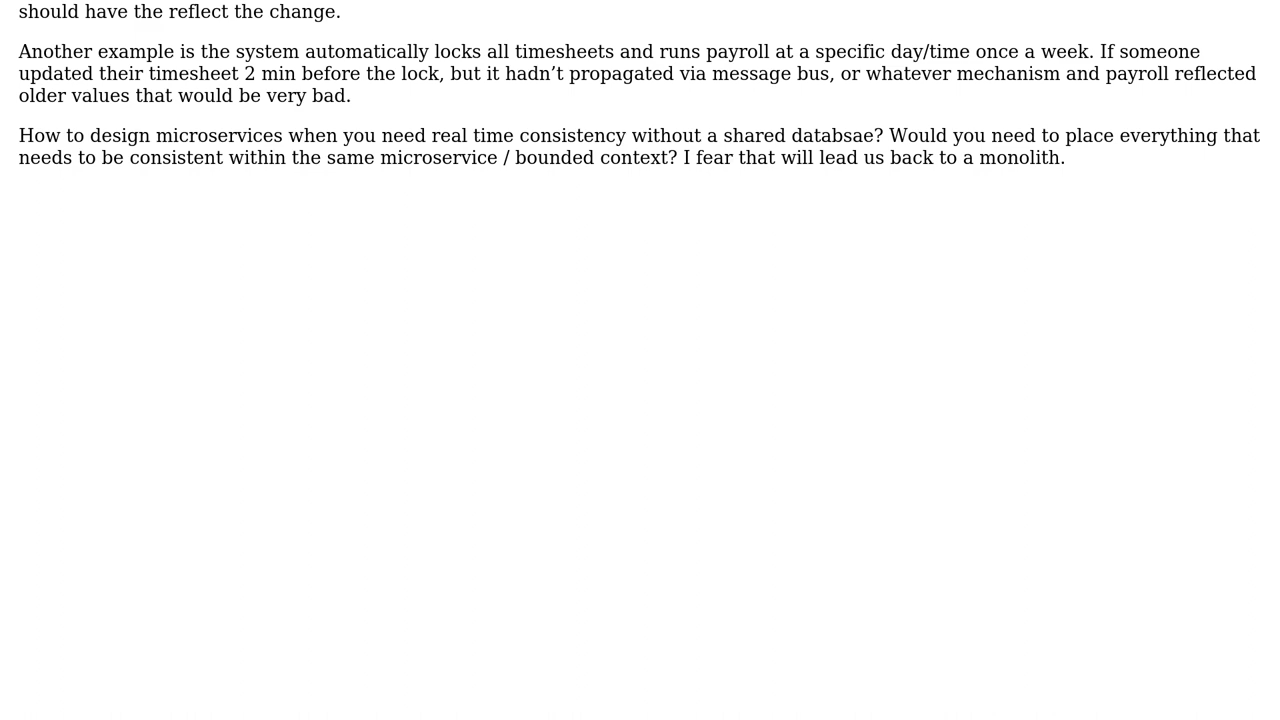 should have the reflect the change.
Another example is the system automatically locks all timesheets and runs payroll at a specific day/time once a week. If someone
updated their timesheet 2 min before the lock, but it hadn’t propagated via message bus, or whatever mechanism and payroll reflected
older values that would be very bad.
How to design microservices when you need real time consistency without a shared databsae? Would you need to place everything that
needs to be consistent within the same microservice / bounded context? I fear that will lead us back to a monolith.